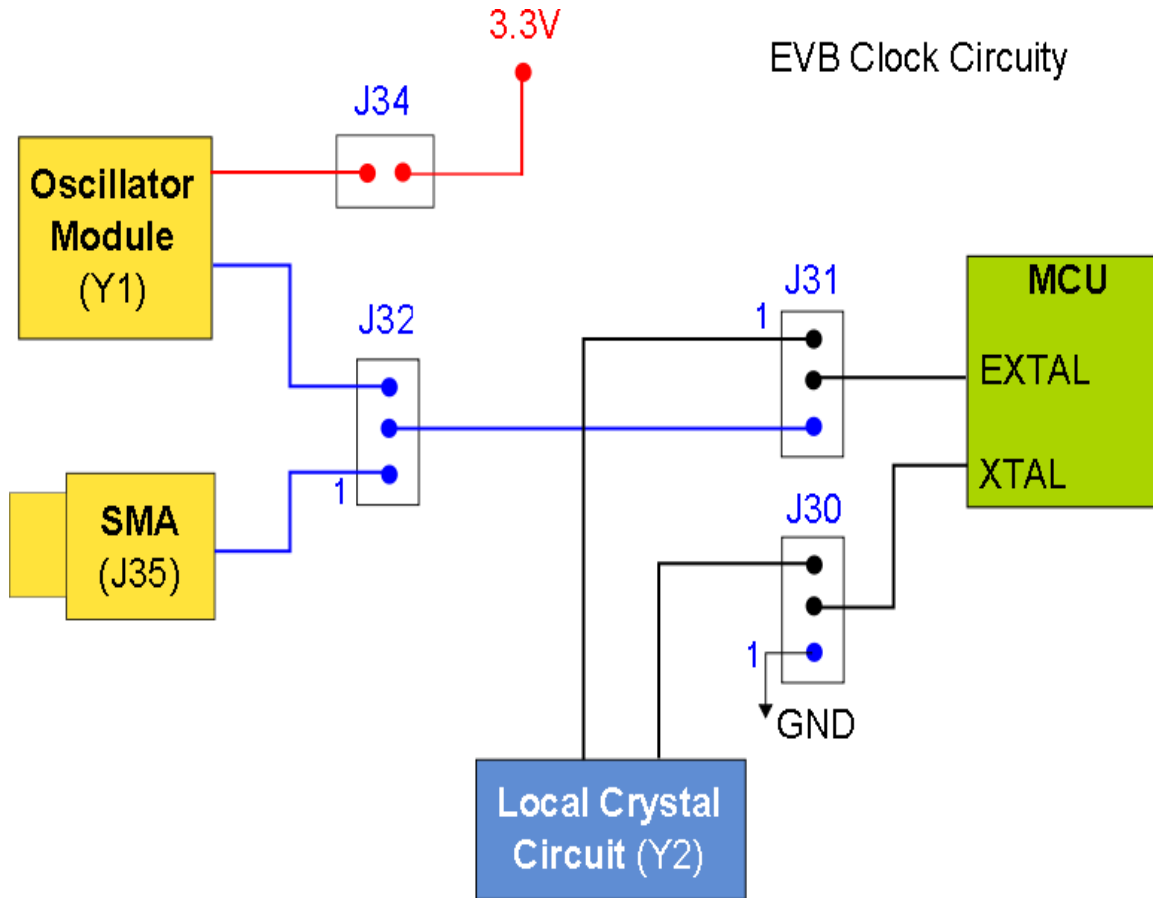 3.3V
EVB Clock Circuity
J34
Oscillator
Module
(Y1)
J32
1
SMA
(J35)
J31
1
MCU
EXTAL
XTAL
J30
1
GND
Local Crystal
Circuit (Y2)